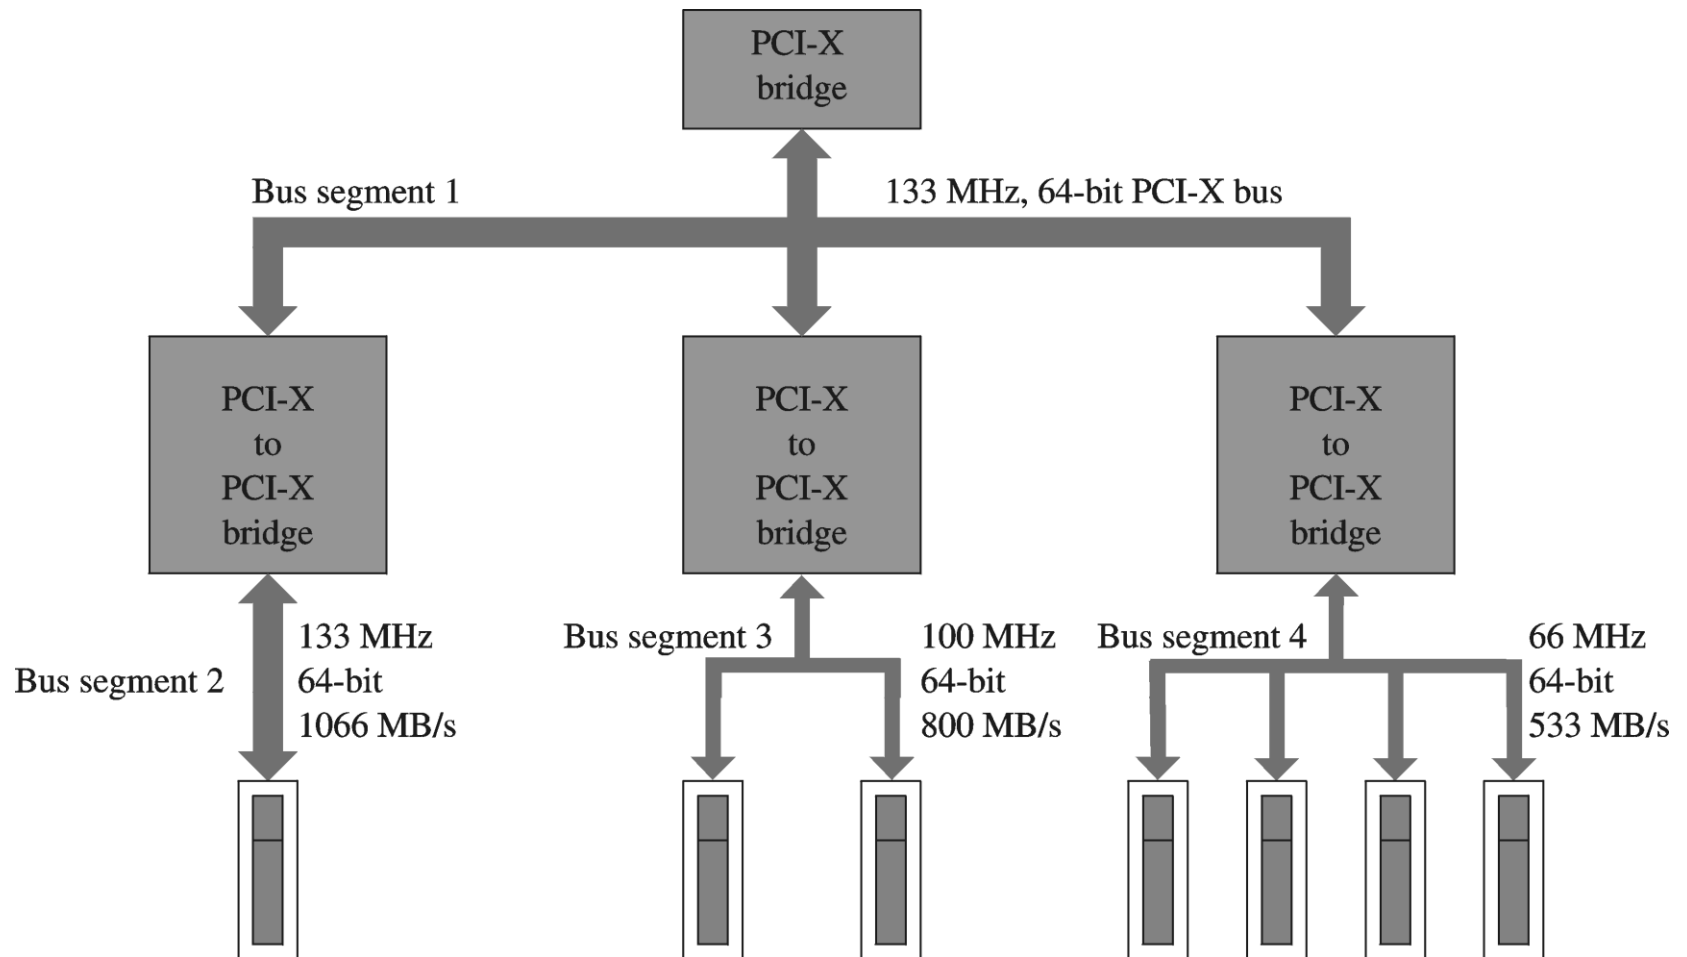 PCI-X
bridge
Bus segment 1
133 MHz, 64-bit PCI-X bus
PCI-X
to
PCI-X
bridge
PCI-X
to
PCI-X
bridge
PCI-X
to
PCI-X
bridge
Bus segment 2
133 MHz
64-bit
1066 MB/s
Bus segment 3
100 MHz
64-bit
800 MB/s
Bus segment 4
66 MHz
64-bit
533 MB/s